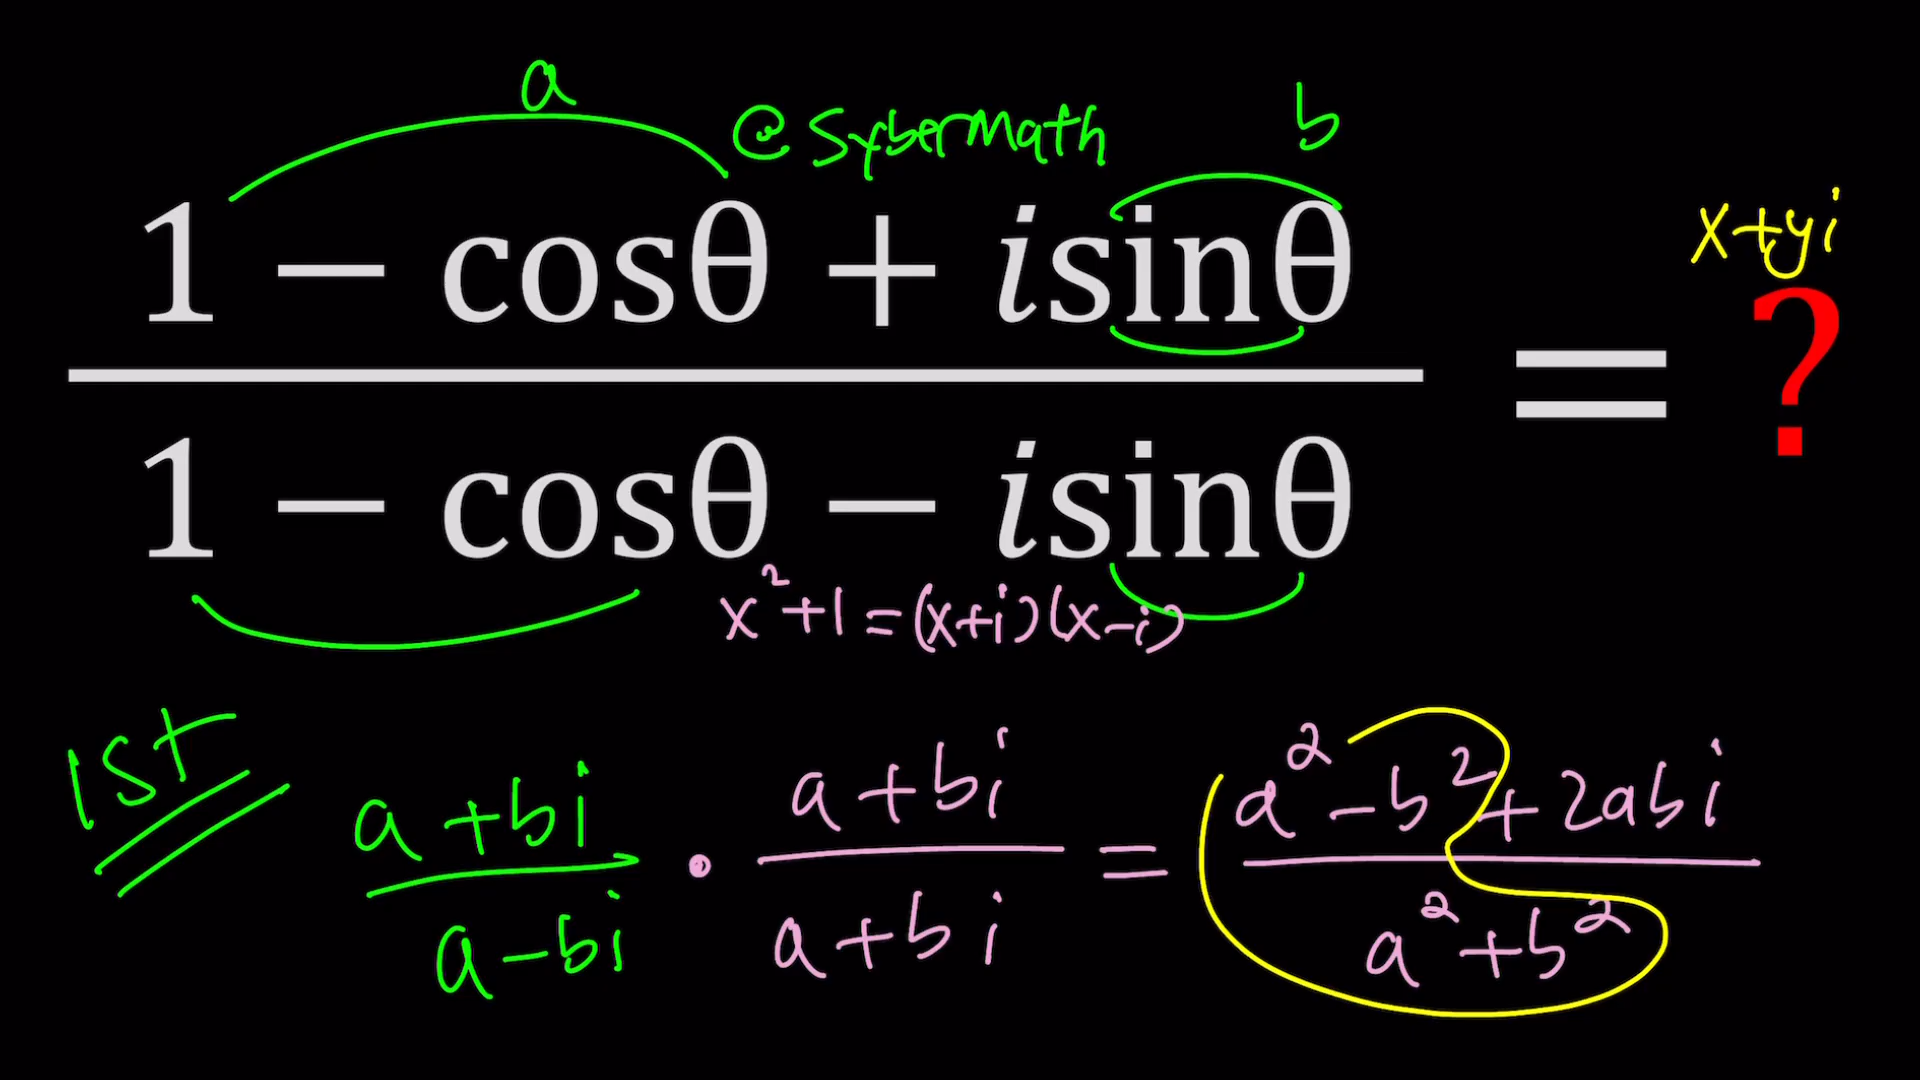 a
@SyberMath
b
1 − cosθ + isinθ
x+yi
= ?
1 − cosθ − isinθ
x²+1=(x+i)(x-i)
1st
a+bi / a-bi • a+bi / a+bi = a²-b²+2abi / a²+b²